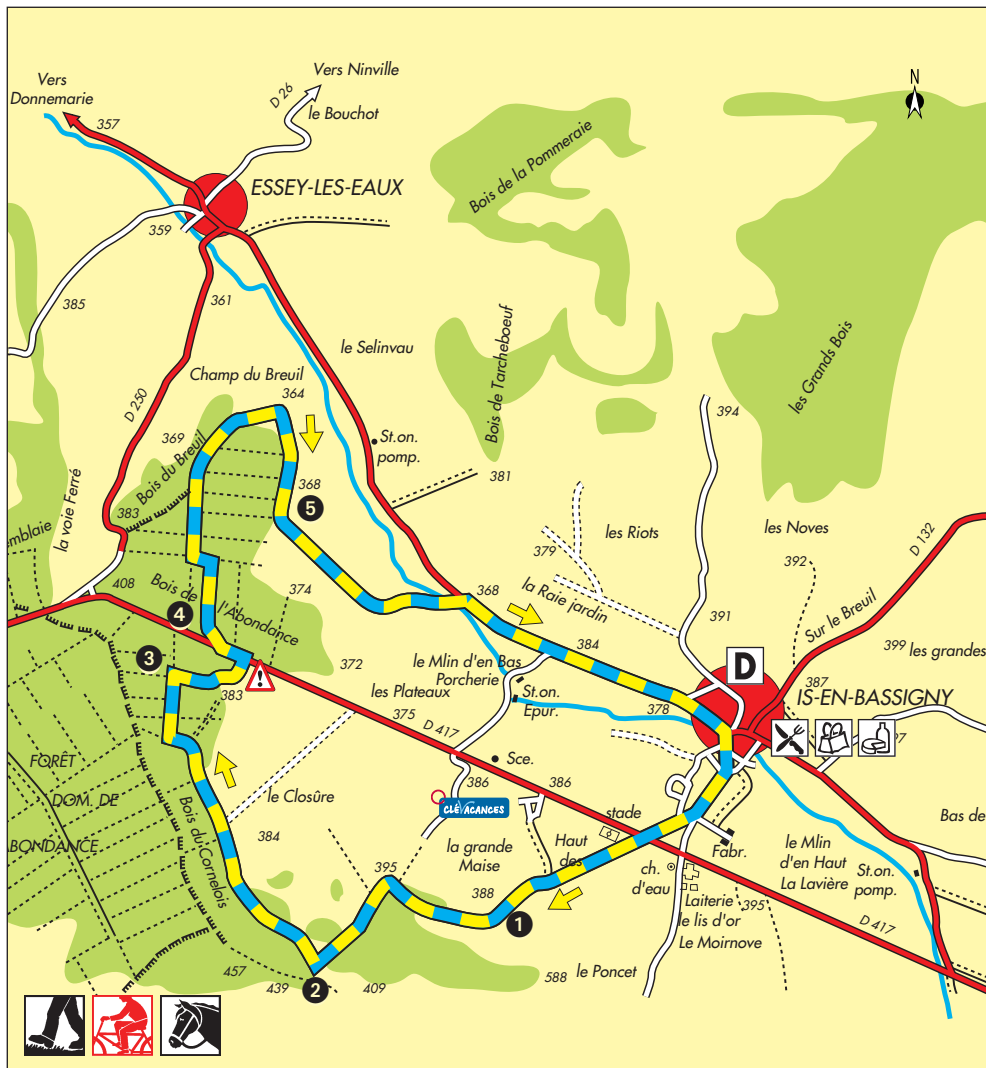 Vers Ninville
Vers
Donnemarie
D 26
le Bouchot
N
357
Bois de la Pommeraie
ESSEY-LES-EAUX
359
385
361
le Selinvau
Bois de Tarcheboeuf
les Grands Bois
Champ du Breuil
364
D 250
394
369
Bois du Breuil
St.on.
pomp.
381
la voie Ferré
383
368
5
les Riots
les Noves
D 132
emblaie
379
392
408
Bois de
l'Abondance
374
368
la Raie jardin
391
Sur le Breuil
4
384
399
les grandes
3
372
le Mlin d'en Bas
Porcherie
D
387
!
383
les Plateaux
St.on.
Epur.
378
IS-EN-BASSIGNY
375
D 417
97
FORÊT
Sce.
DOM. DE
386
386
le Closûre
CLÉVACANCES
stade
Bas de
BONDANCE
Bois du Cornelois
384
la grande
Maise
Haut
des
Fabr.
le Mlin
d'en Haut
La Lavière
395
ch.
d'eau
St.on.
pomp.
388
Laiterie
le lis d'or
395
1
Le Moirnove
D 417
457
439
2
409
588
le Poncet